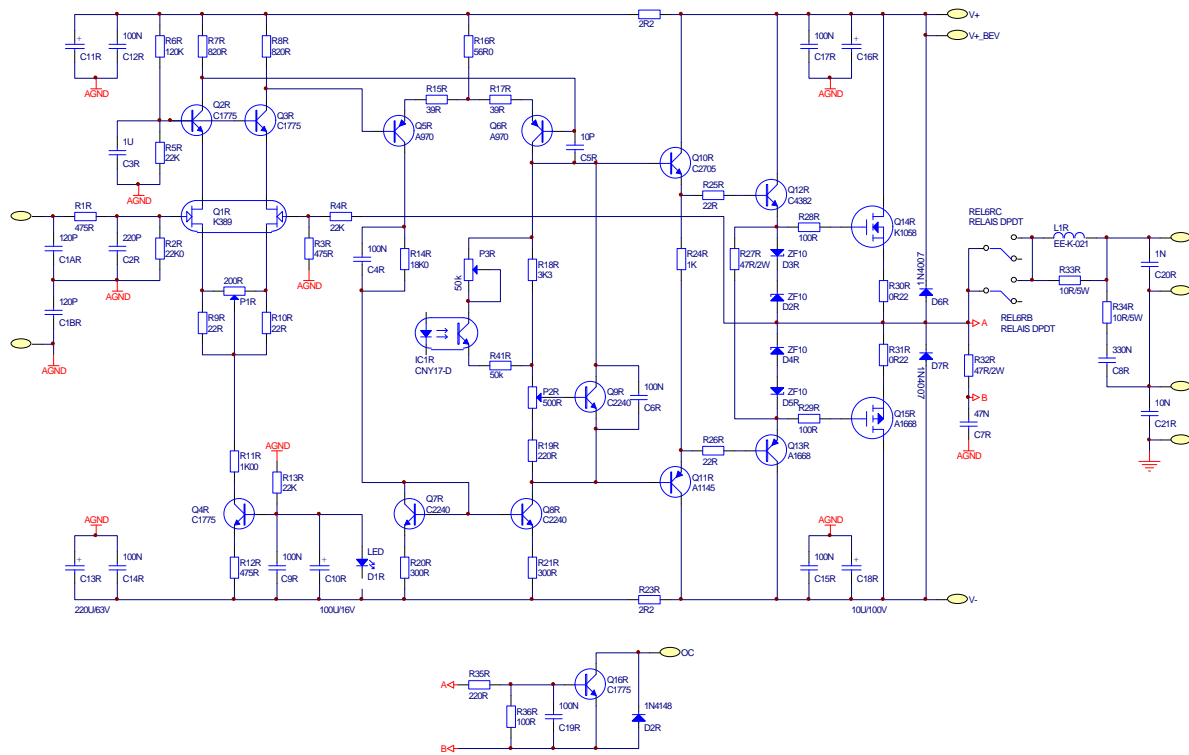 V+
2R2
V+_BEV
100N
C11R
C12R
R6R
120K
R7R
820R
R8R
820R
R16R
56R0
100N
C17R
C16R
AGND
AGND
R15R
39R
R17R
39R
Q2R
C1775
Q3R
C1775
Q5R
A970
Q6R
A970
10P
C5R
1U
C3R
R5R
22K
AGND
Q10R
C2705
R25R
22R
Q12R
C4382
R1R
475R
Q1R
K389
R4R
22K
R28R
100R
Q14R
K1058
REL6RC
RELAIS DPDT
L1R
EE-K-021
120P
C1AR
220P
C2R
R2R
22K0
R3R
475R
AGND
AGND
100N
C4R
R14R
18K0
P3R
50k
R18R
3K3
R24R
1K
R27R
47R/2W
ZF10
D3R
1N4007
D6R
R33R
10R/5W
1N
C20R
200R
P1R
120P
C1BR
R9R
22R
R10R
22R
ZF10
D2R
R30R
0R22
A
REL6RB
RELAIS DPDT
R34R
10R/5W
IC1R
CNY17-D
R41R
50k
ZF10
D4R
R31R
0R22
D7R
1N4007
R32R
47R/2W
330N
C8R
AGND
P2R
500R
Q9R
C2240
100N
C6R
ZF10
D5R
B
10N
C21R
R29R
100R
Q15R
A1668
47N
C7R
AGND
R19R
220R
R26R
22R
Q13R
A1668
R11R
1K00
AGND
R13R
22K
Q11R
A1145
Q4R
C1775
Q7R
C2240
Q8R
C2240
AGND
AGND
LED
D1R
100N
C14R
C13R
R12R
475R
100N
C9R
C10R
R20R
300R
R21R
300R
100N
C15R
C18R
R23R
2R2
V-
220U/63V
100U/16V
10U/100V
OC
A
R35R
220R
Q16R
C1775
R36R
100R
100N
C19R
1N4148
D2R
B